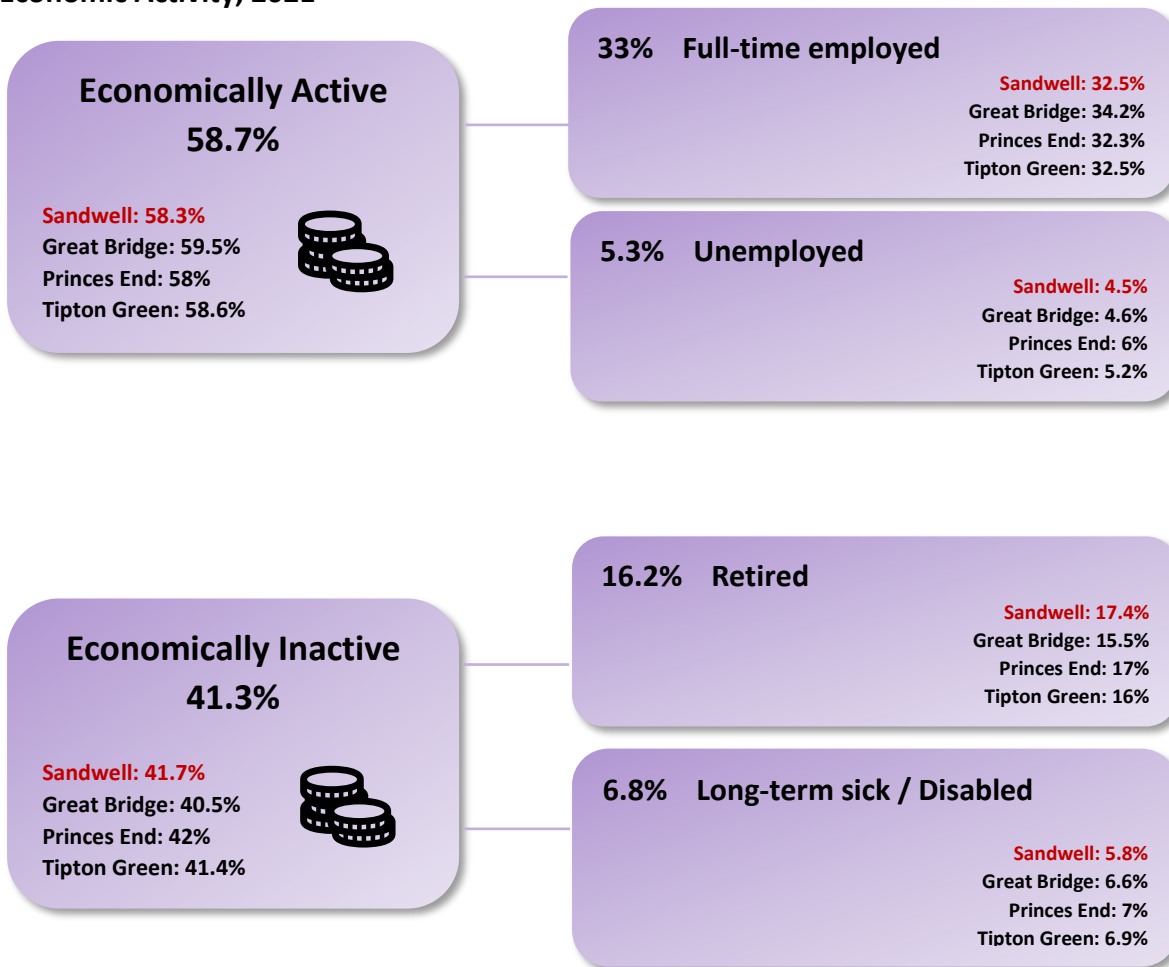 Economic Activity, 2021
Economically Active
58.7%
Sandwell: 58.3%
Great Bridge: 59.5%
Princes End: 58%
Tipton Green: 58.6%
33% Full-time employed
Sandwell: 32.5%
Great Bridge: 34.2%
Princes End: 32.3%
Tipton Green: 32.5%
5.3% Unemployed
Sandwell: 4.5%
Great Bridge: 4.6%
Princes End: 6%
Tipton Green: 5.2%
Economically Inactive
41.3%
Sandwell: 41.7%
Great Bridge: 40.5%
Princes End: 42%
Tipton Green: 41.4%
16.2% Retired
Sandwell: 17.4%
Great Bridge: 15.5%
Princes End: 17%
Tipton Green: 16%
6.8% Long-term sick / Disabled
Sandwell: 5.8%
Great Bridge: 6.6%
Princes End: 7%
Tipton Green: 6.9%